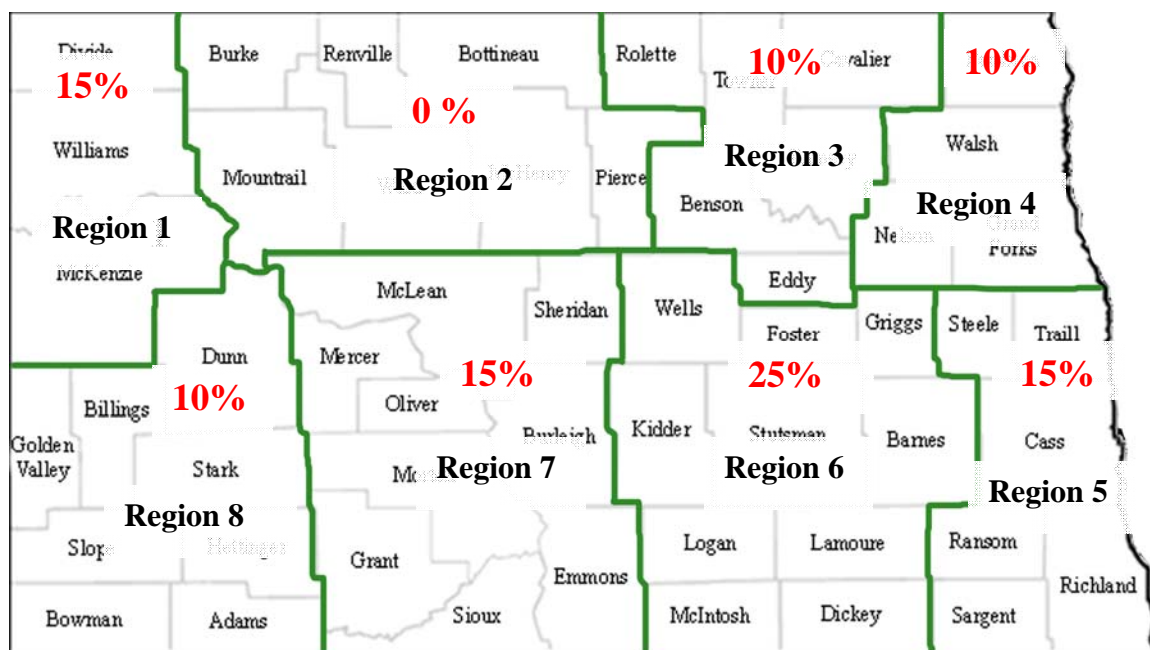 Divide
Burke
Renville
Bottineau
Rolette
Cavalier
15%
0 %
10%
10%
Williams
Mountrail
Region 2
Pierce
Region 3
Walsh
Benson
Region 4
Region 1
Nelson
Grand
Forks
McKenzie
McLean
Sheridan
Wells
Eddy
Foster
Griggs
Steele
Traill
Dunn
Mercer
10%
15%
25%
15%
Billings
Oliver
Golden
Valley
Stark
Burleigh
Kidder
Stutsman
Barnes
Cass
Region 7
Region 6
Region 5
Region 8
Slope
Hettinger
Grant
Emmons
Logan
Lamoure
Ransom
Richland
Bowman
Adams
Sioux
McIntosh
Dickey
Sargent